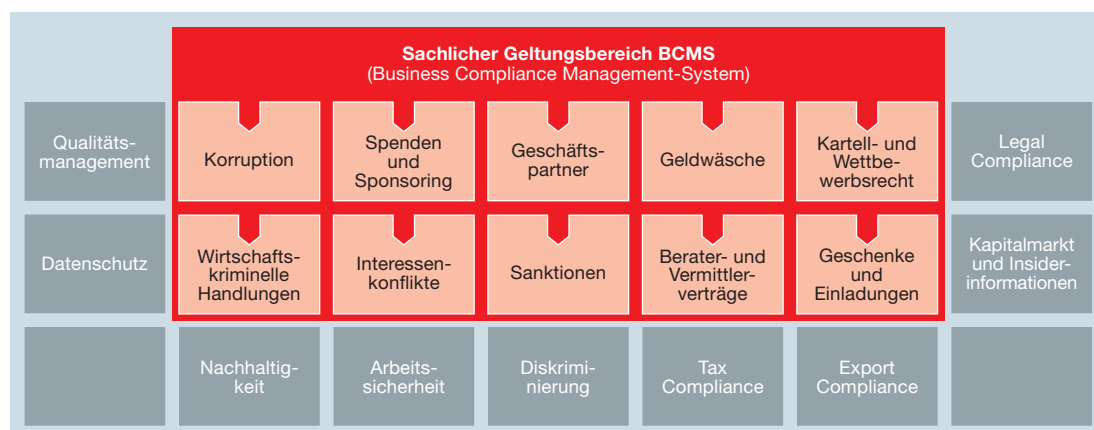 Sachlicher Geltungsbereich BCMS
(Business Compliance Management-System)
Qualitäts-
management
Korruption
Spenden
und
Sponsoring
Geschäfts-
partner
Geldwäsche
Kartell- und
Wettbe-
werbsrecht
Legal
Compliance
Datenschutz
Wirtschafts-
kriminelle
Handlungen
Interessen-
konflikte
Sanktionen
Berater- und
Vermittler-
verträge
Geschenke
und
Einladungen
Kapitalmarkt
und Insider-
informationen
Nachhaltig-
keit
Arbeits-
sicherheit
Diskrimi-
nierung
Tax
Compliance
Export
Compliance